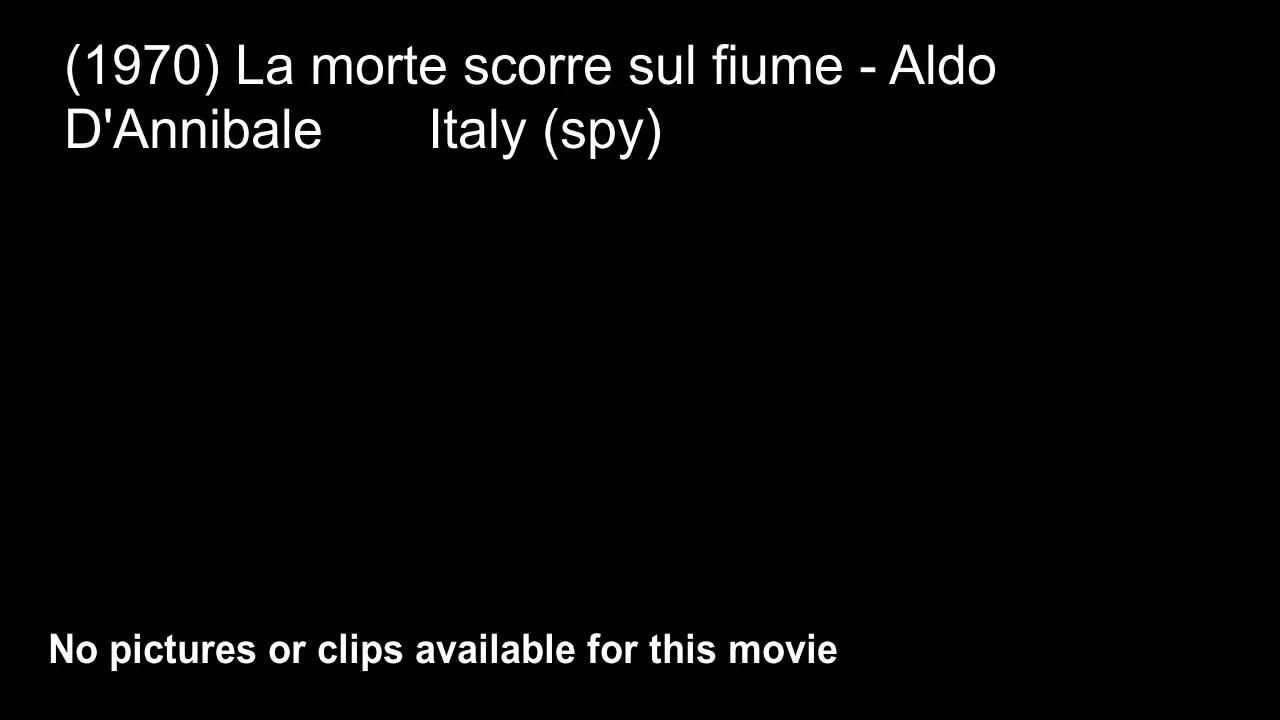 (1970) La morte scorre sul fiume - Aldo
D'Annibale Italy (spy)
No pictures or clips available for this movie